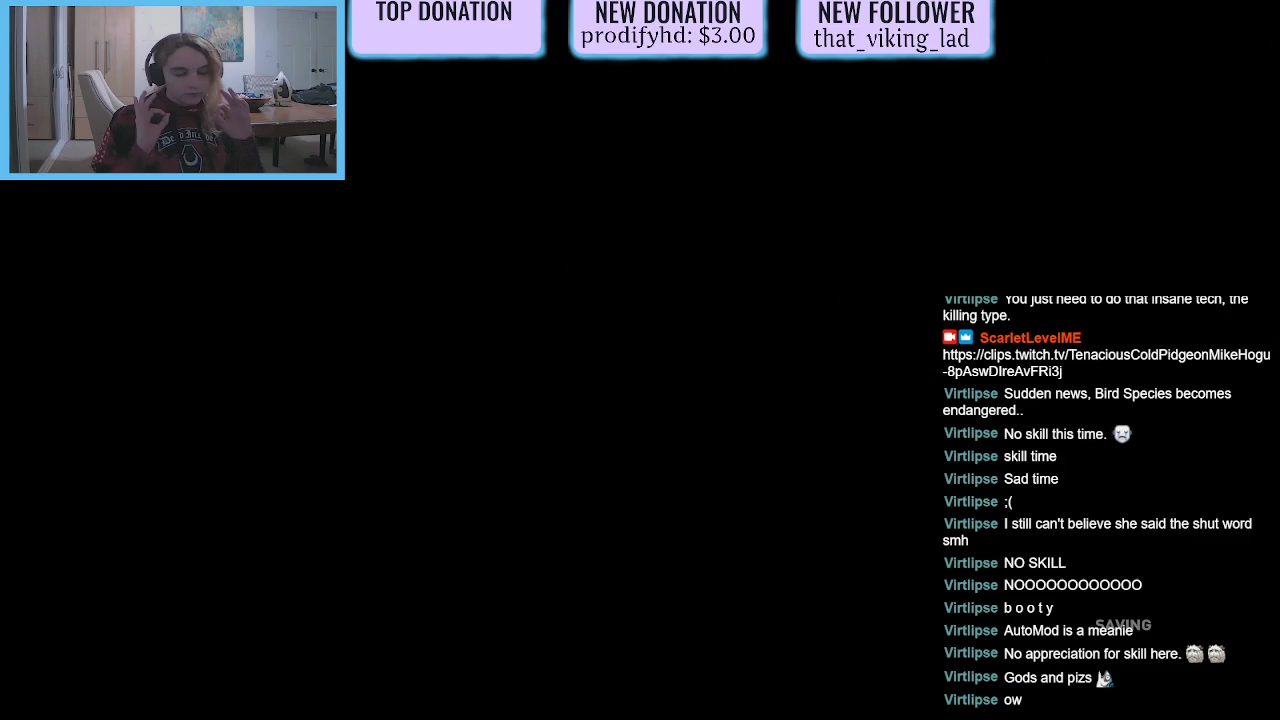 TOP DONATION
NEW DONATION
prodifyhd: $3.00
NEW FOLLOWER
that_viking_lad
Virtlipse You just need to do that insane tech, the
killing type.
ScarletLevelME
https://clips.twitch.tv/TenaciousColdPidgeonMikeHogu
-8pAswDIreAvFRi3j
Virtlipse Sudden news, Bird Species becomes
endangered..
Virtlipse No skill this time.
Virtlipse skill time
Virtlipse Sad time
Virtlipse ;(
Virtlipse I still can't believe she said the shut word
smh
Virtlipse NO SKILL
Virtlipse NOOOOOOOOOOOO
Virtlipse b o o t y
SAVING
Virtlipse AutoMod is a meanie
Virtlipse No appreciation for skill here.
Virtlipse Gods and pizs
Virtlipse ow